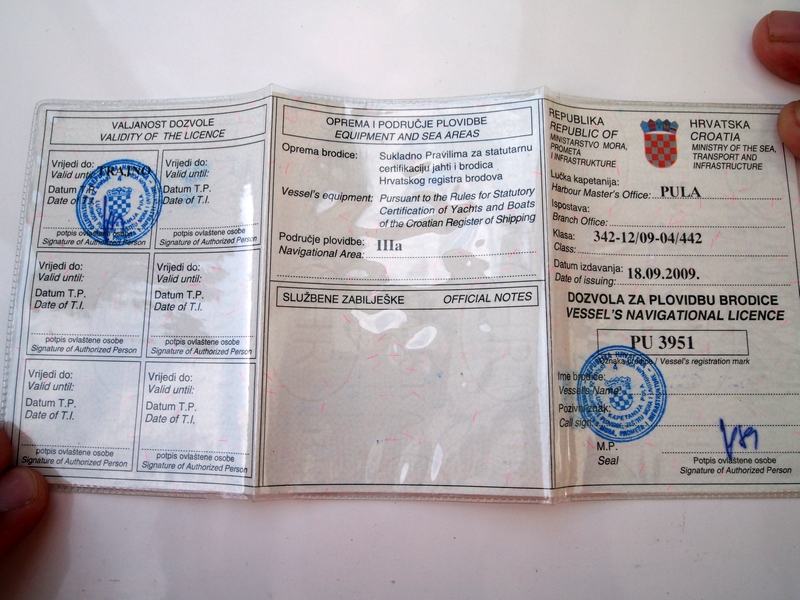 VALJANOST DOZVOLE
VALIDITY OF THE LICENCE
Vrijedi do: TRAJNO
Valid until:
Datum T.P.
Date of T.I.
potpis ovlaštene osobe
Signature of Authorized Person
Vrijedi do:
Valid until:
Datum T.P.
Date of T.I.
potpis ovlaštene osobe
Signature of Authorized Person
Vrijedi do:
Valid until:
Datum T.P.
Date of T.I.
potpis ovlaštene osobe
Signature of Authorized Person
Vrijedi do:
Valid until:
Datum T.P.
Date of T.I.
potpis ovlaštene osobe
Signature of Authorized Person
Vrijedi do:
Valid until:
Datum T.P.
Date of T.I.
potpis ovlaštene osobe
Signature of Authorized Person
Vrijedi do:
Valid until:
Datum T.P.
Date of T.I.
potpis ovlaštene osobe
Signature of Authorized Person
OPREMA I PODRUČJE PLOVIDBE
EQUIPMENT AND SEA AREAS
Oprema brodice: Sukladno Pravilima za statutarnu
certifikaciju jahti i brodica
Hrvatskog registra brodova
Vessel's equipment: Pursuant to the Rules for Statutory
Certification of Yachts and Boats
of the Croatian Register of Shipping
Područje plovidbe: IIIa
Navigational Area:
SLUŽBENE ZABILJEŠKE OFFICIAL NOTES
REPUBLIKA HRVATSKA
REPUBLIC OF CROATIA
MINISTARSTVO MORA, MINISTRY OF THE SEA,
PROMETA TRANSPORT AND
I INFRASTRUKTURE INFRASTRUCTURE
Lučka kapetanija:
Harbour Master's Office: PULA
Ispostava:
Branch Office:
Klasa: 342-12/09-04/442
Class:
Datum izdavanja: 18.09.2009.
Date of issuing:
DOZVOLA ZA PLOVIDBU BRODICE
VESSEL'S NAVIGATIONAL LICENCE
PU 3951
Oznaka brodice / Vessel's registration mark
Ime brodice:
Vessel's Name:
Pozivni znak:
Call sign:
M.P.
Seal
Potpis ovlaštene osobe
Signature of Authorized Person